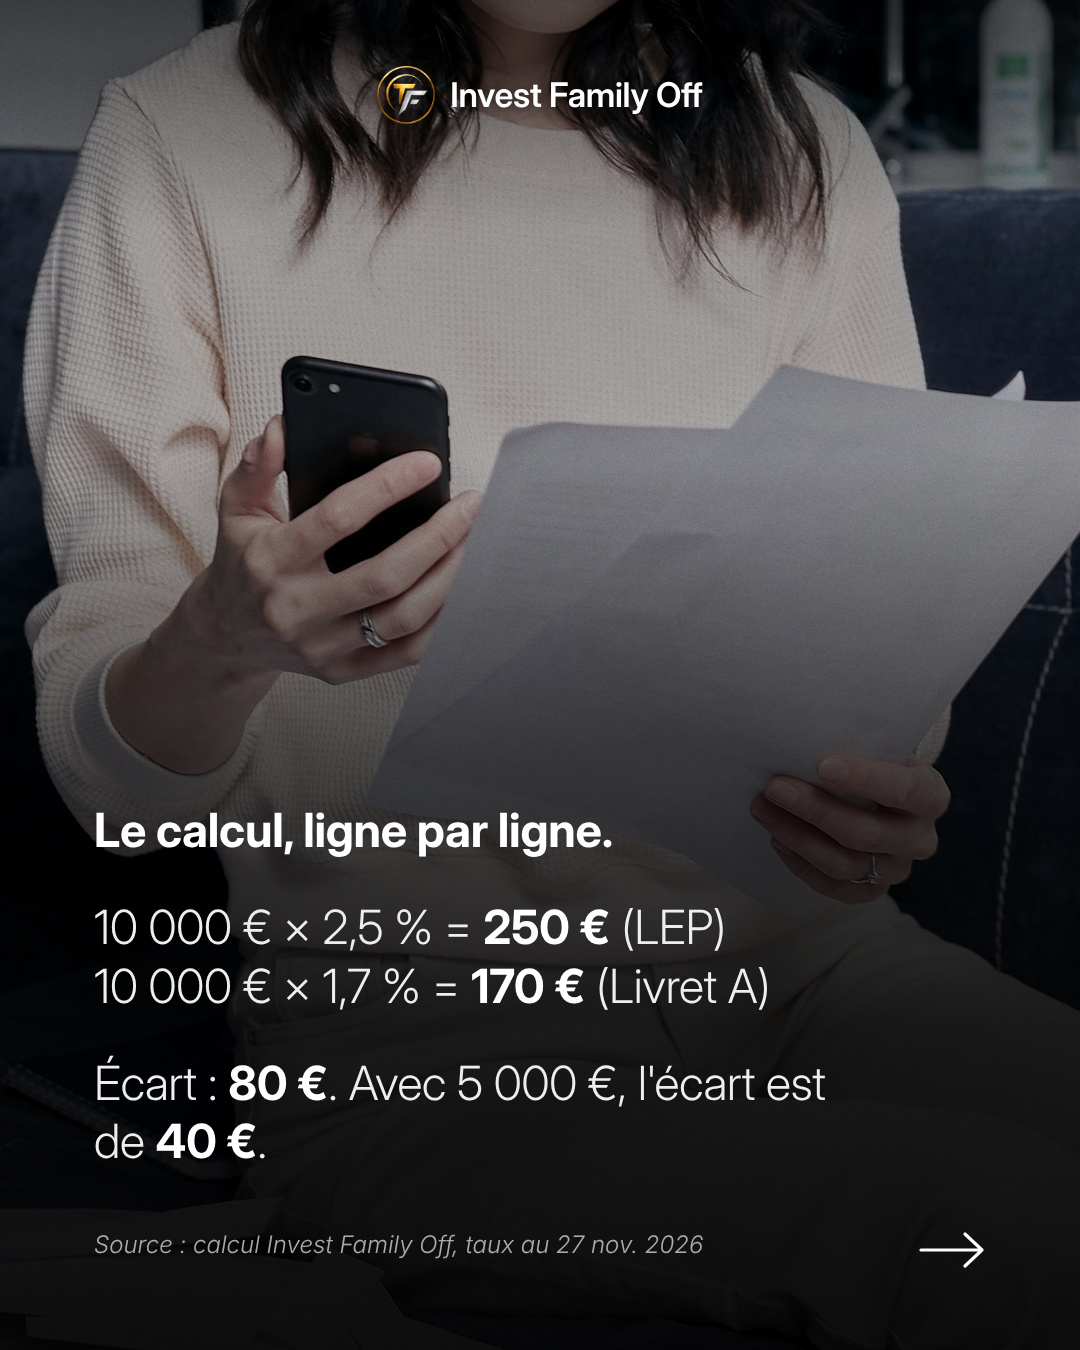 Invest Family Off
Le calcul, ligne par ligne.
10 000 € × 2,5 % = 250 € (LEP)
10 000 € × 1,7 % = 170 € (Livret A)
Écart : 80 €. Avec 5 000 €, l'écart est
de 40 €.
Source : calcul Invest Family Off, taux au 27 nov. 2026